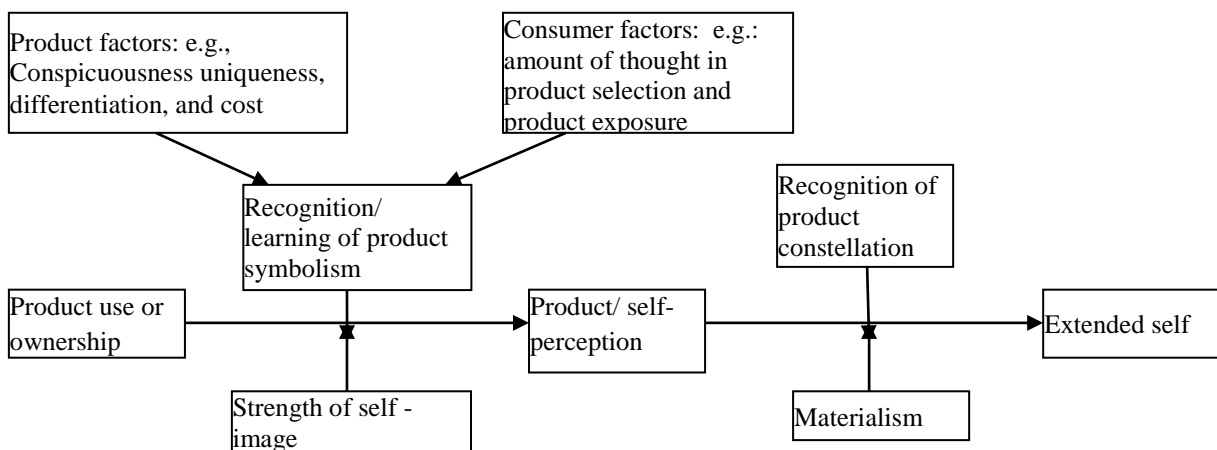 Product factors: e.g.,
Conspicuousness uniqueness,
differentiation, and cost
Consumer factors:  e.g.:
amount of thought in
product selection and
product exposure
Recognition/
learning of product
symbolism
Recognition of
product
constellation
Product use or
ownership
Product/ self-
perception
Extended self
Strength of self -
image
Materialism